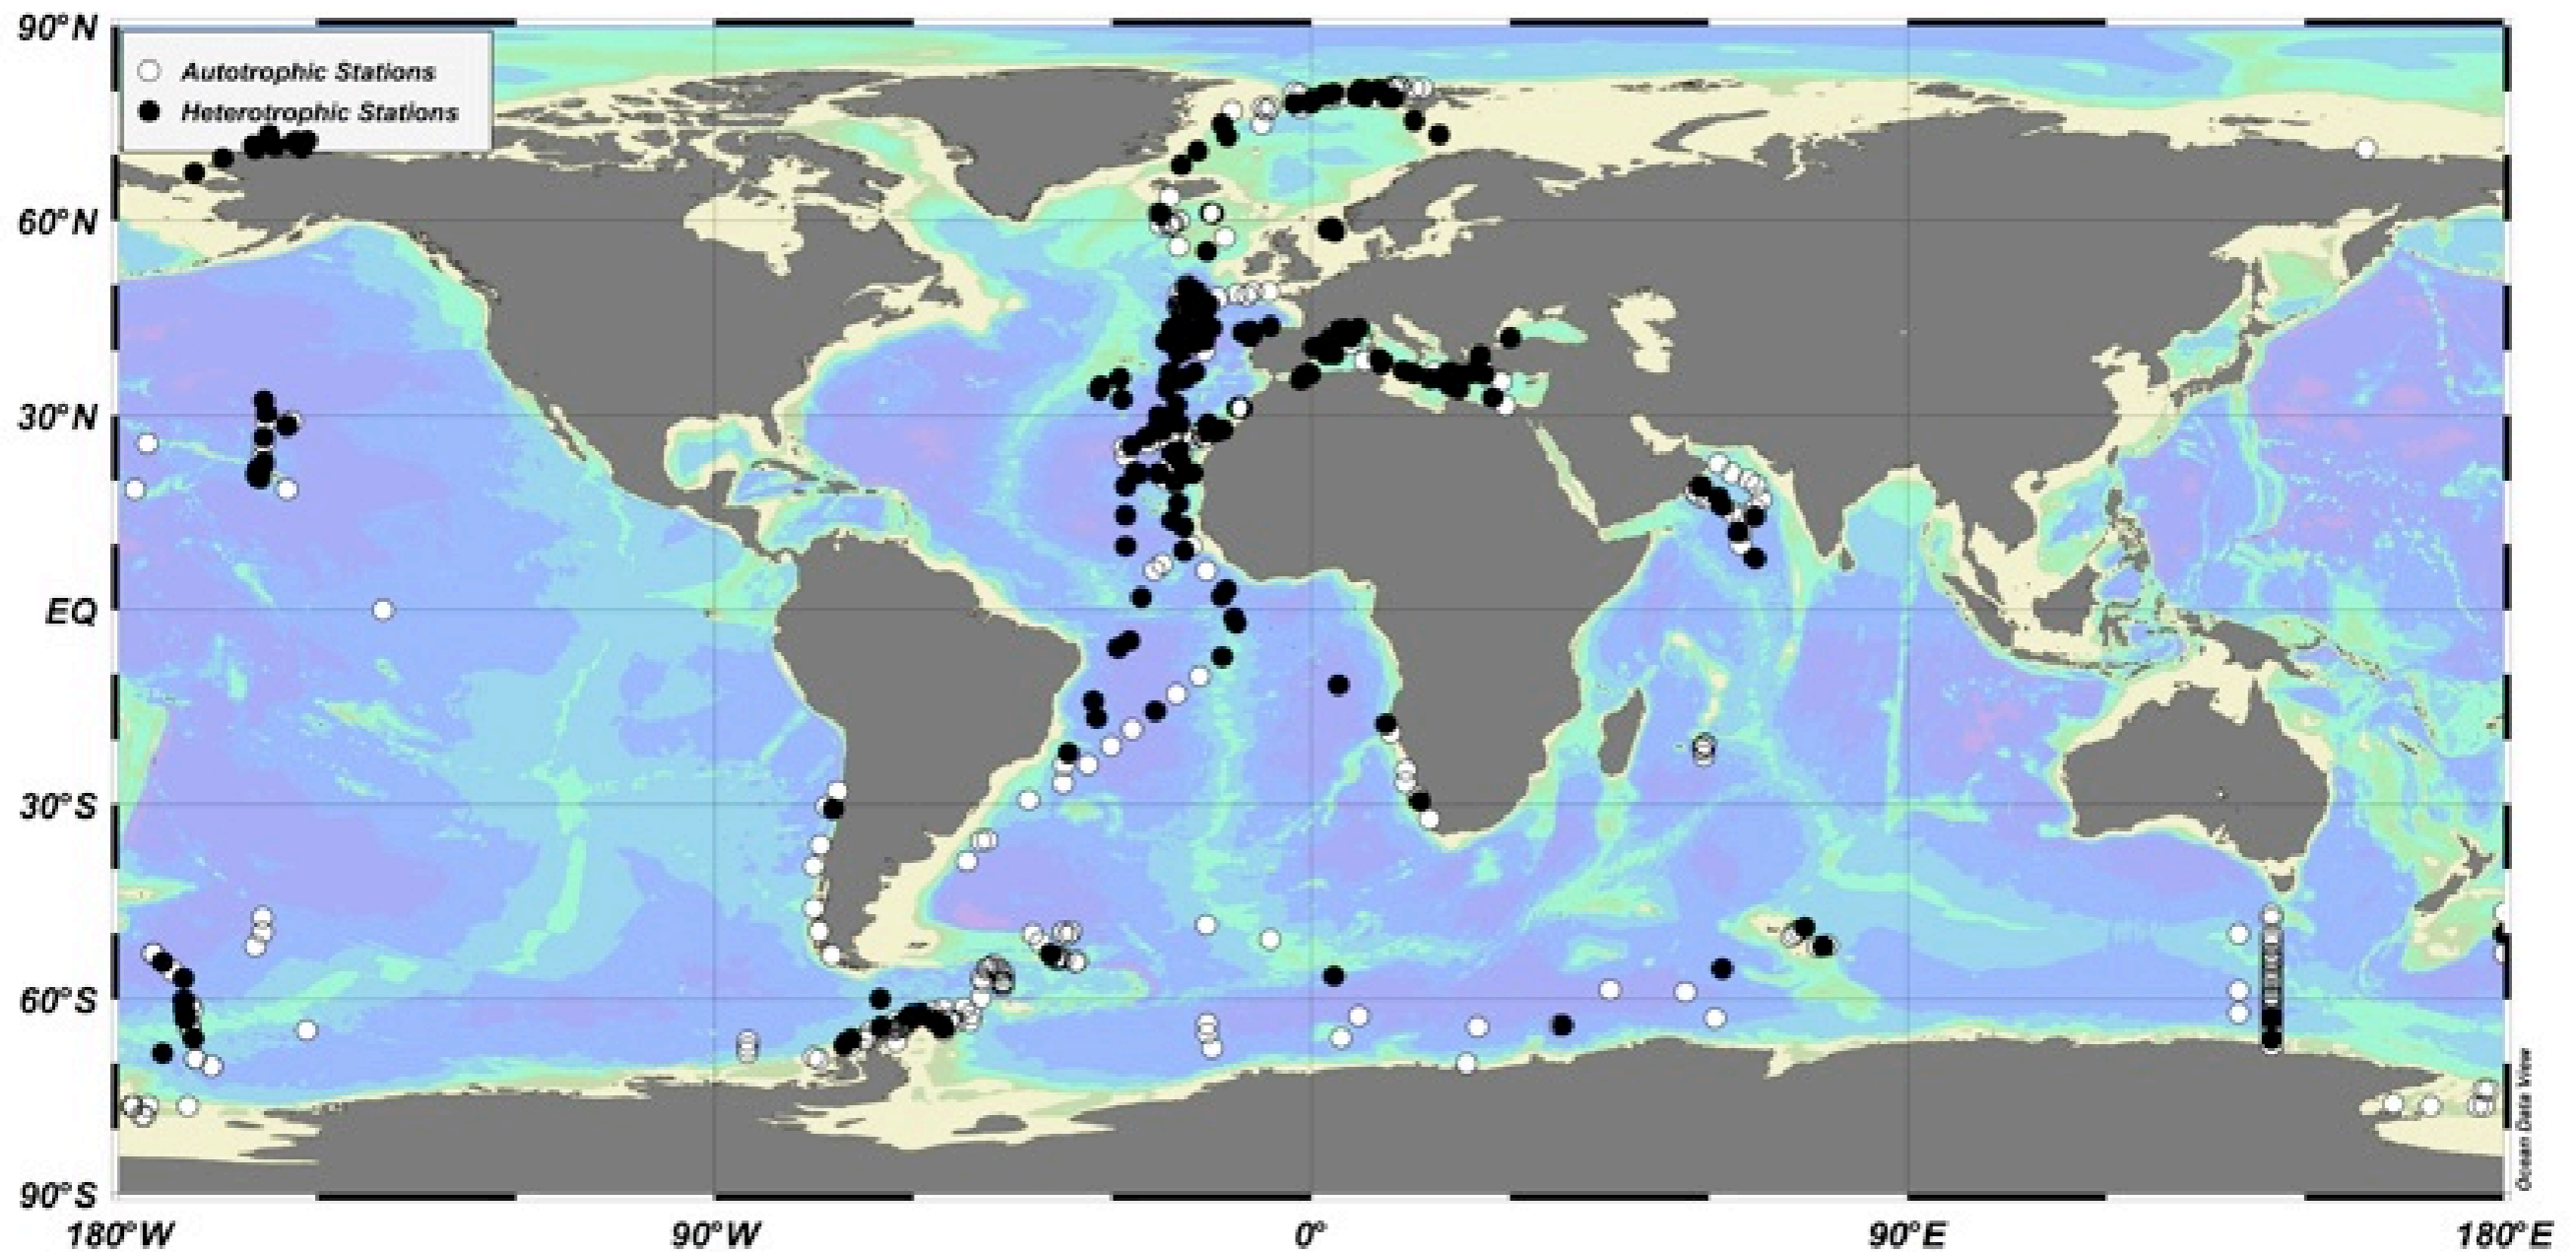 90°N
Autotrophic Stations
Heterotrophic Stations
60°N
30°N
EQ
30°S
60°S
90°S
180°W
90°W
0°
90°E
180°E
Ocean Data View